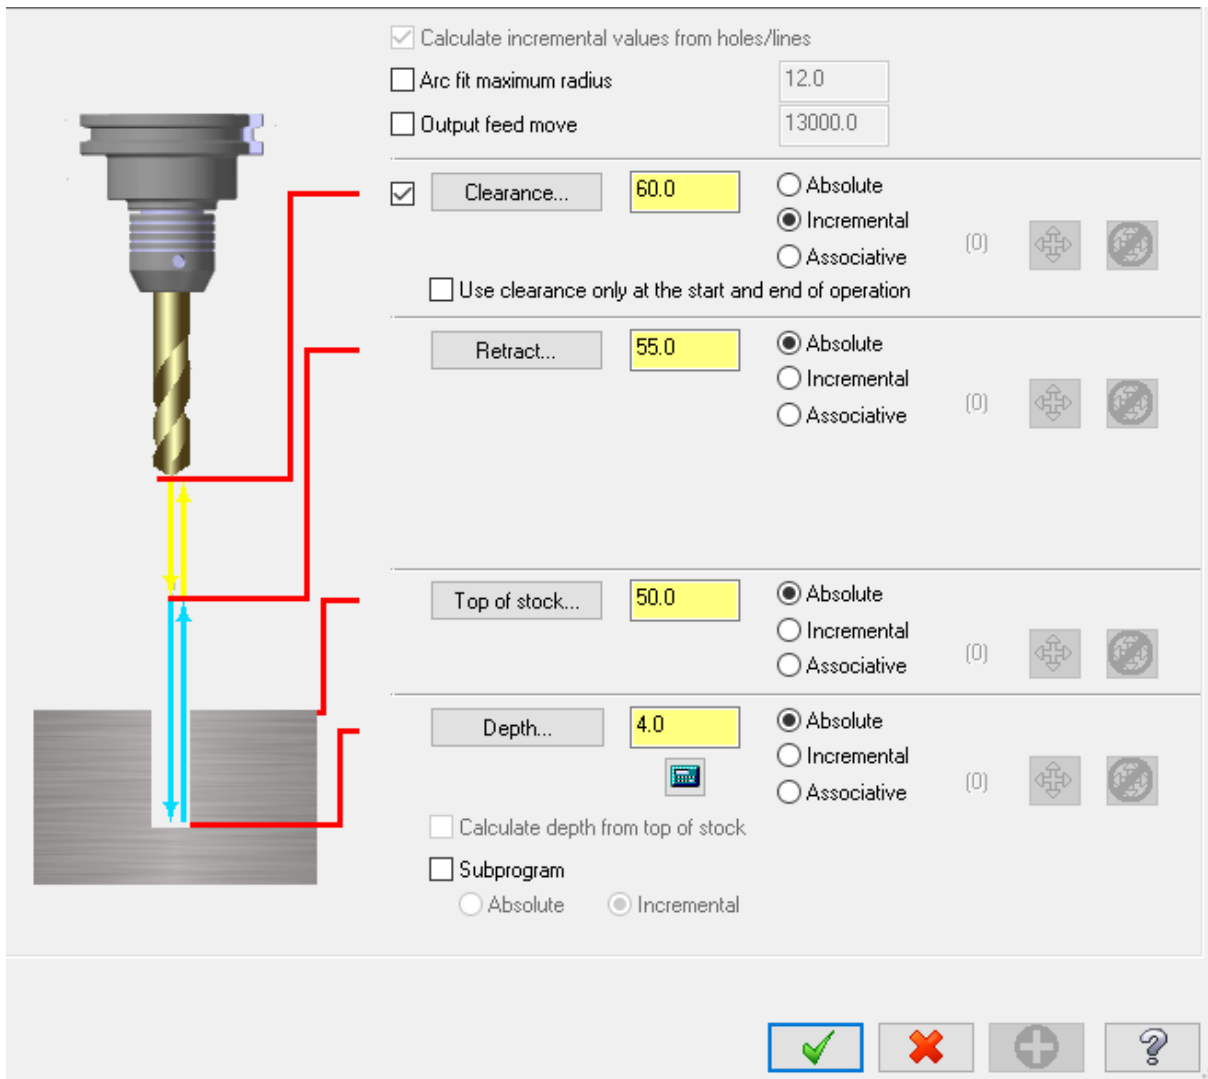 Calculate incremental values from holes/lines
Arc fit maximum radius 12.0
Output feed move 13000.0
Clearance... 60.0 Absolute
Incremental
(0)
Associative
Use clearance only at the start and end of operation
Retract... 55.0 Absolute
Incremental
(0)
Associative
Top of stock... 50.0 Absolute
Incremental
(0)
Associative
Depth... 4.0 Absolute
Incremental
(0)
Associative
Calculate depth from top of stock
Subprogram
Absolute Incremental